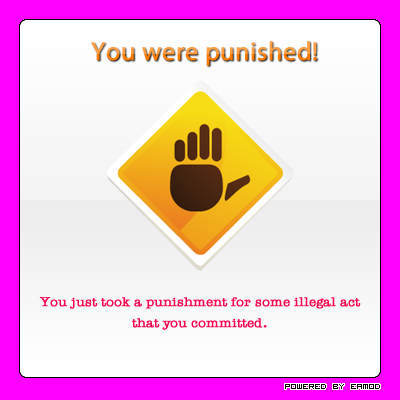 You were punished!
You just took a punishment for some illegal act
that you committed.
POWERED BY EAMOD